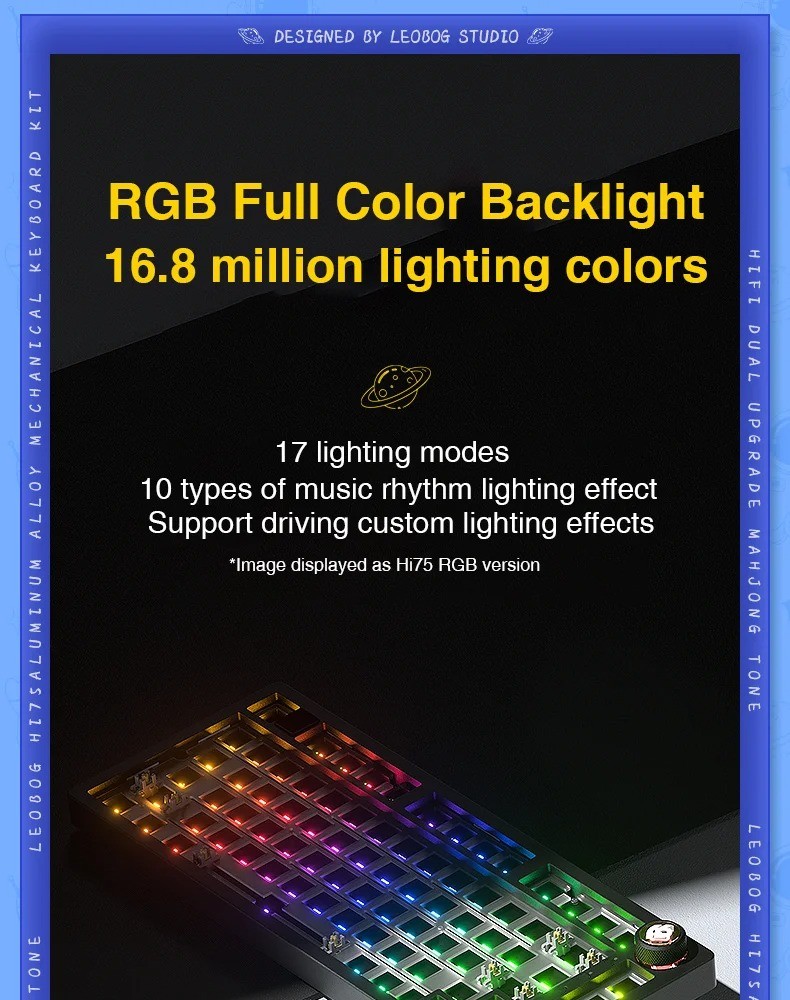 DESIGNED BY LEOBOG STUDIO
RGB Full Color Backlight
16.8 million lighting colors
17 lighting modes
10 types of music rhythm lighting effect
Support driving custom lighting effects
*Image displayed as Hi75 RGB version
LEOBOG HI75ALUMINUM ALLOY MECHANICAL KEYBOARD KIT
TONE
HIFI DUAL UPGRADE MAHJONG TONE
LEOBOG HI75